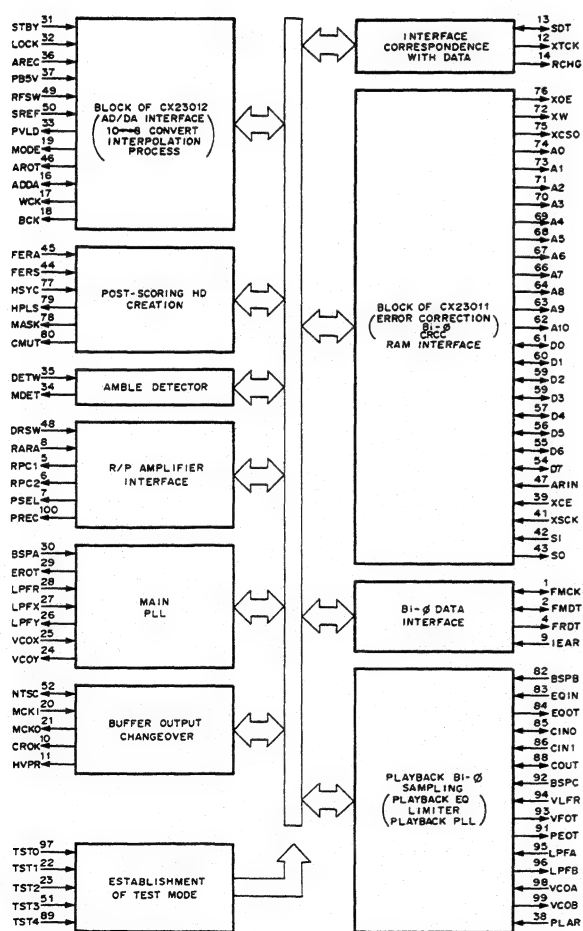 STBY 31
LOCK 32
AREC 36
PB5V 37
RFSW 49
SREF 50
PVLD 33
MODE 19
AROT 46
ADDA 16
WCK 17
BCK 18
BLOCK OF CX23012
AD/DA INTERFACE
10↔8 CONVERT
INTERPOLATION
PROCESS
FERA 45
FERS 44
HSYC 77
HPLS 79
MASK 78
CMUT 80
POST-SCORING HD
CREATION
DETW 35
MDET 34
AMBLE DETECTOR
DRSW 48
RARA 8
RPC1 5
RPC2 6
PSEL 7
PREC 100
R/P AMPLIFIER
INTERFACE
BSPA 30
EROT 29
LPFR 28
LPFX 27
LPFY 26
VCOX 25
VCOY 24
MAIN
PLL
NTSC 52
MCKI 20
MCKO 21
CROK 10
HVPR 11
BUFFER OUTPUT
CHANGEOVER
TST0 97
TST1 22
TST2 23
TST3 51
TST4 89
ESTABLISHMENT
OF TEST MODE
INTERFACE
CORRESPONDENCE
WITH DATA
13 SDT
12 XTCK
14 RCHG
BLOCK OF CX23011
(ERROR CORRECTION)
Bi-Ø
CRCC
RAM INTERFACE
76 XOE
72 XW
75 XCSO
74 A0
73 A1
71 A2
70 A3
69 A4
68 A5
67 A6
66 A7
64 A8
63 A9
62 A10
61 D0
60 D1
59 D2
59 D3
57 D4
56 D5
55 D6
54 D7
47 ARIN
39 XCE
41 XSCK
42 SI
43 SO
Bi-Ø DATA
INTERFACE
1 FMCK
2 FMDT
4 FRDT
9 IEAR
PLAYBACK Bi-Ø
SAMPLING
(PLAYBACK EQ
LIMITER
PLAYBACK PLL)
82 BSPB
83 EQIN
84 EQOT
85 CINO
86 CIN1
88 COUT
92 BSPC
94 VLFR
93 VFOT
91 PEOT
95 LPFA
96 LPFB
98 VCOA
99 VCOB
38 PLAR